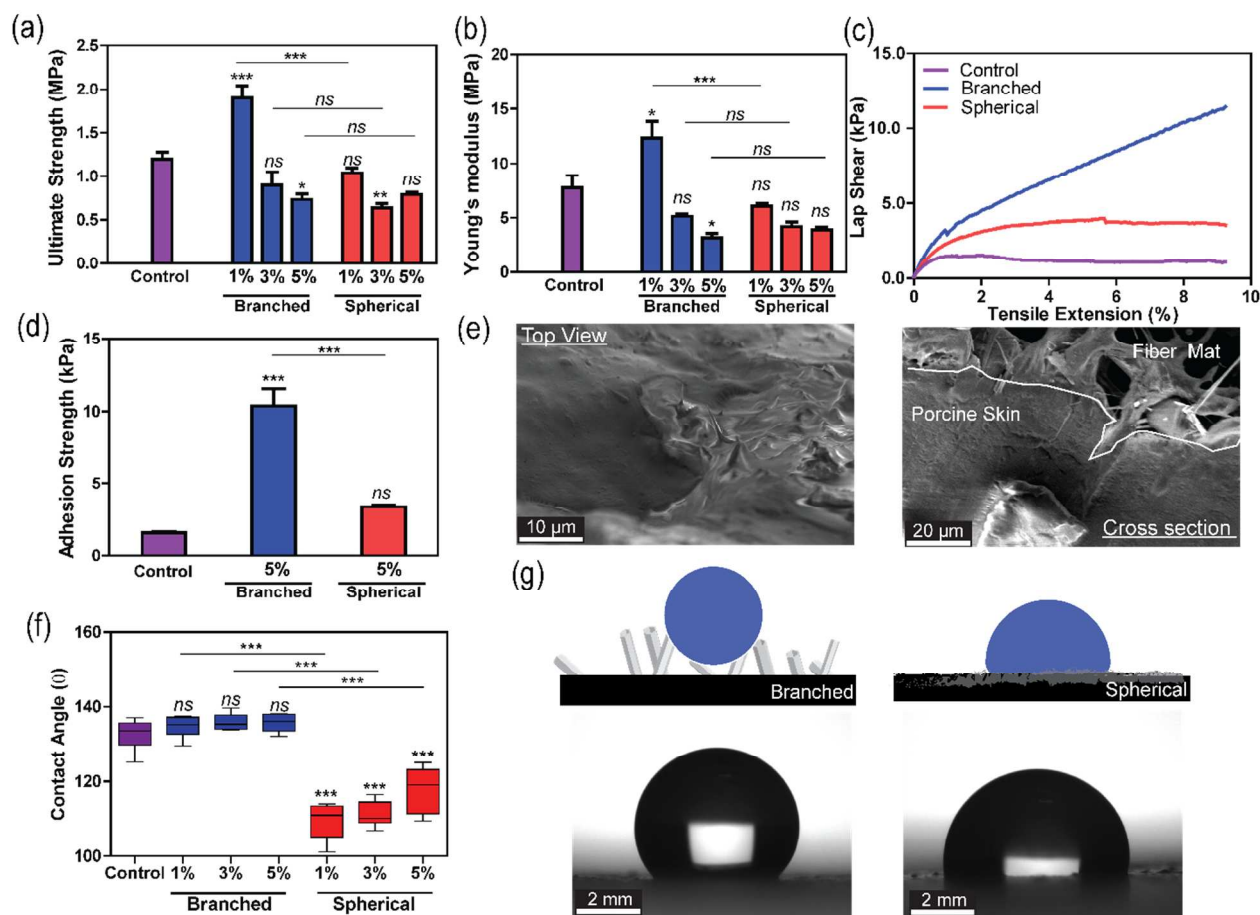 (a)
Ultimate Strength (MPa)
2.5
2.0
1.5
1.0
0.5
0.0
***
***
ns
ns
ns
*
ns
**
ns
Control
1% 3% 5%
1% 3% 5%
Branched
Spherical
(b)
Young's modulus (MPa)
20
15
10
5
0
***
*
ns
ns
ns
*
ns
ns
ns
Control
1% 3% 5%
1% 3% 5%
Branched
Spherical
(c)
Lap Shear (kPa)
15.0
10.0
5.0
0.0
Control
Branched
Spherical
0 2 4 6 8 10
Tensile Extension (%)
(d)
Adhesion Strength (kPa)
15
10
5
0
***
***
ns
Control
5%
5%
Branched
Spherical
(e)
Top View
10 µm
Fiber Mat
Porcine Skin
20 µm
Cross section
(f)
Contact Angle (θ)
160
140
120
100
***
***
***
ns ns ns
***
***
***
Control 1% 3% 5% 1% 3% 5%
Branched
Spherical
(g)
Branched
Spherical
2 mm
2 mm